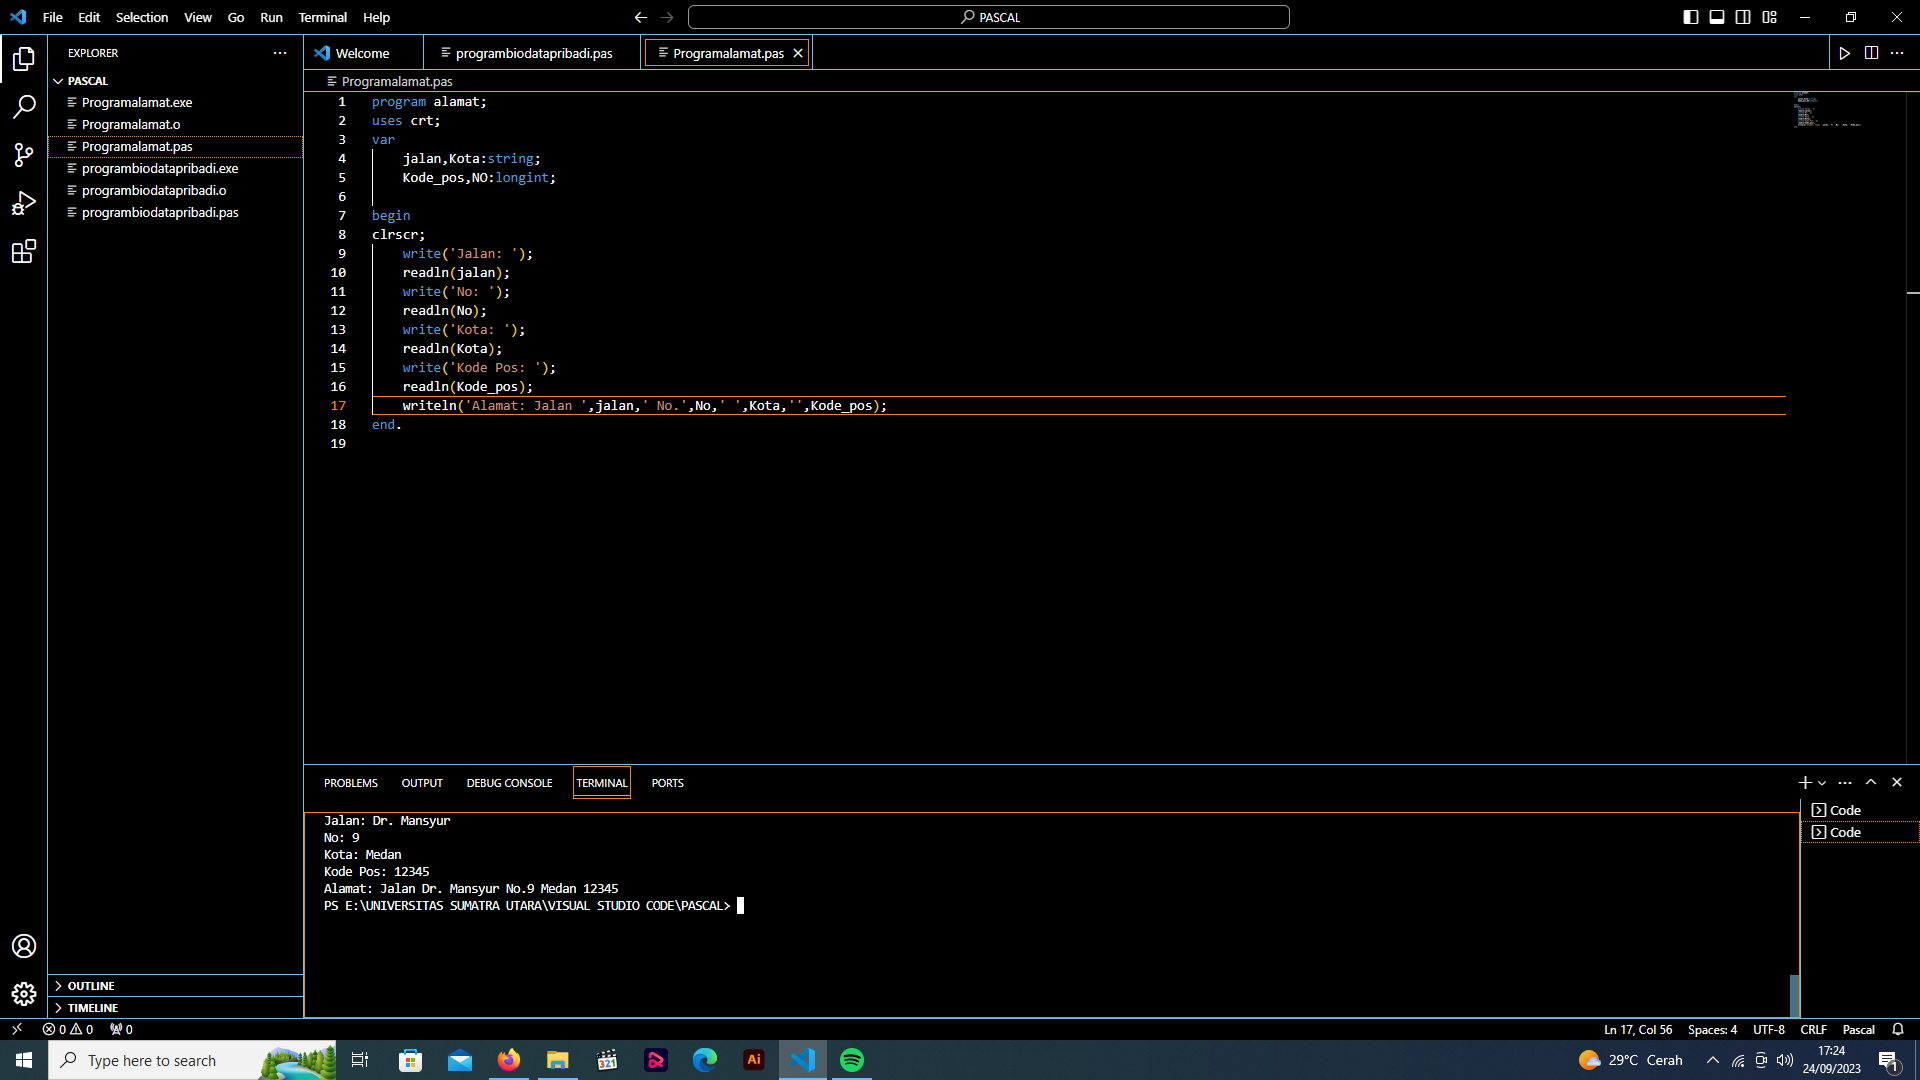 File Edit Selection View Go Run Terminal Help
PASCAL
EXPLORER
PASCAL
Programalamat.exe
Programalamat.o
Programalamat.pas
programbiodatapribadi.exe
programbiodatapribadi.o
programbiodatapribadi.pas
OUTLINE
TIMELINE
Welcome programbiodatapribadi.pas Programalamat.pas
Programalamat.pas
1 program alamat;
2 uses crt;
3 var
4 jalan,Kota:string;
5 Kode_pos,NO:longint;
6
7 begin
8 clrscr;
9 write('Jalan: ');
10 readln(jalan);
11 write('No: ');
12 readln(No);
13 write('Kota: ');
14 readln(Kota);
15 write('Kode Pos: ');
16 readln(Kode_pos);
17 writeln('Alamat: Jalan ',jalan,' No.',No,' ',Kota,'',Kode_pos);
18 end.
19
PROBLEMS OUTPUT DEBUG CONSOLE TERMINAL PORTS
Jalan: Dr. Mansyur
No: 9
Kota: Medan
Kode Pos: 12345
Alamat: Jalan Dr. Mansyur No.9 Medan 12345
PS E:\UNIVERSITAS SUMATRA UTARA\VISUAL STUDIO CODE\PASCAL>
Code
Code
0 0 0
Ln 17, Col 56 Spaces: 4 UTF-8 CRLF Pascal
Type here to search
321
Ai
29°C Cerah
17:24
24/09/2023
1